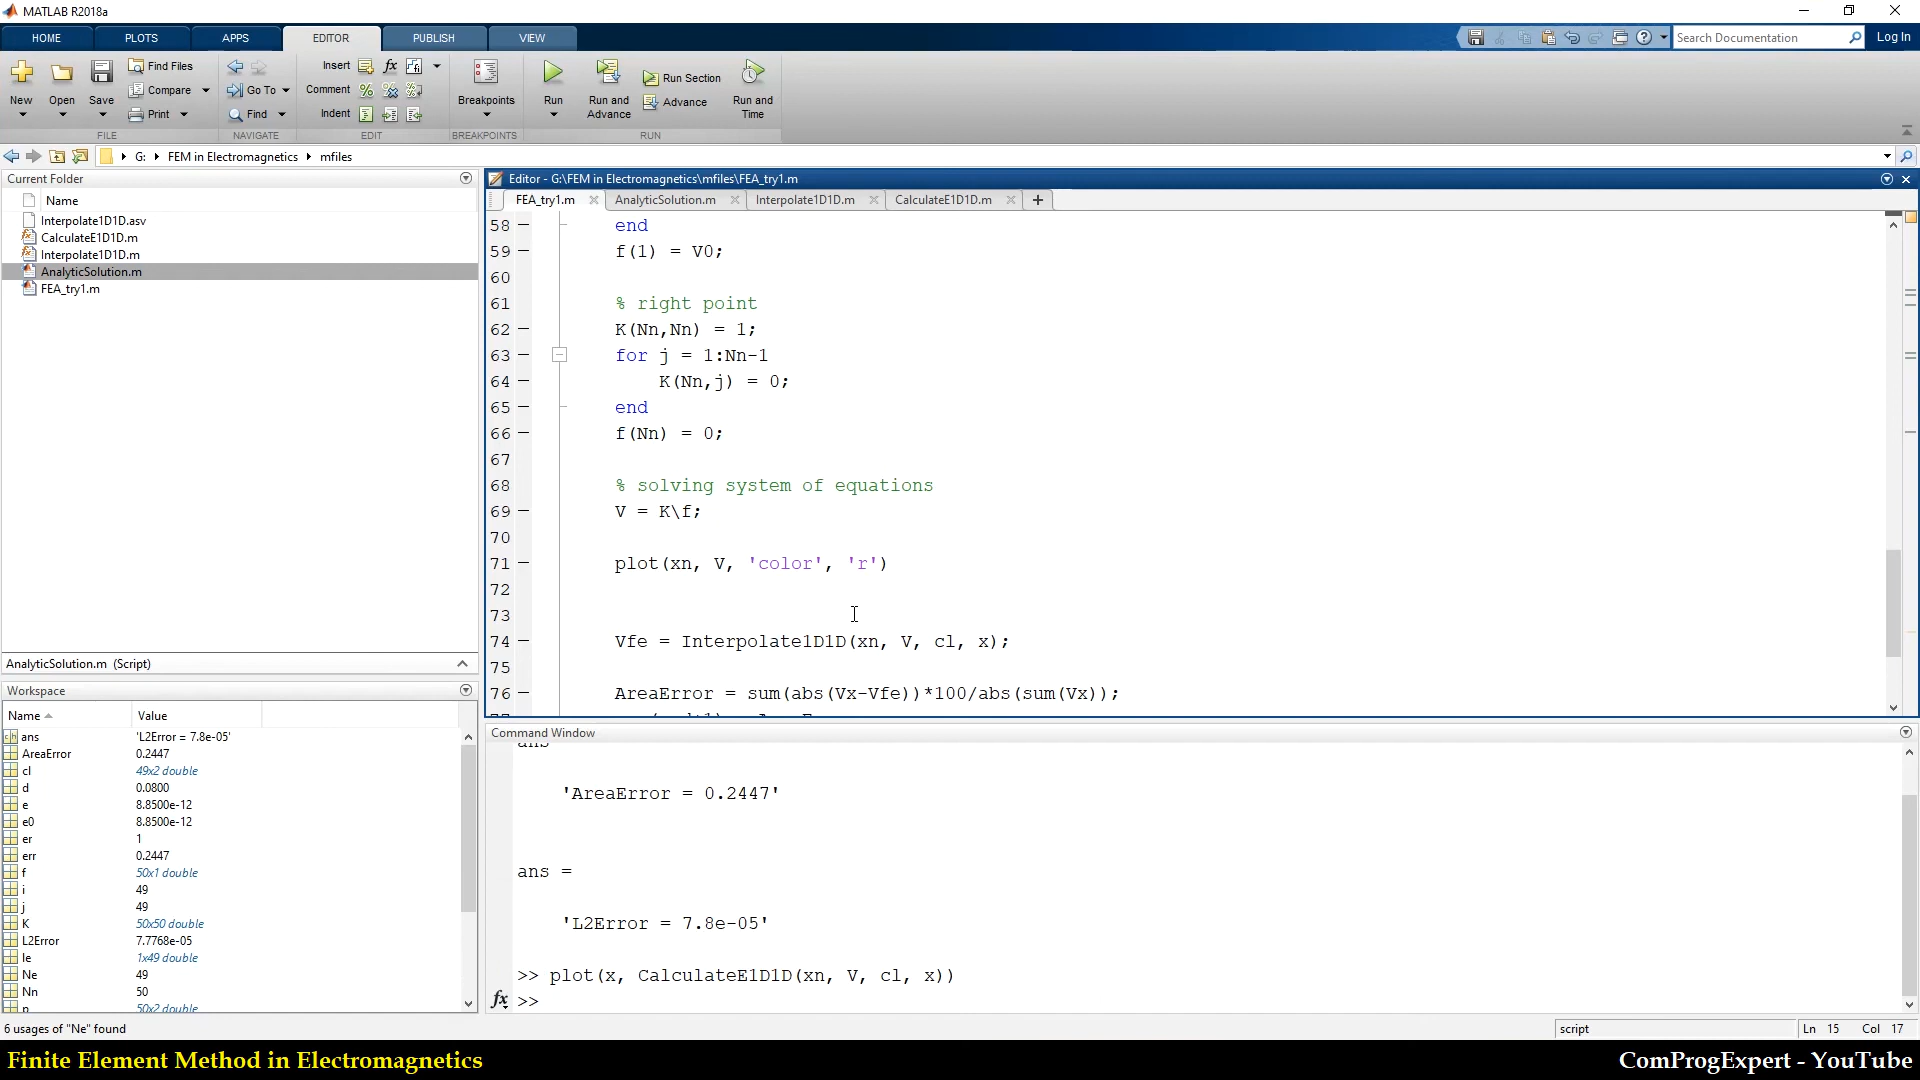 MATLAB R2018a
HOME PLOTS APPS EDITOR PUBLISH VIEW
Search Documentation Log In
New Open Save Find Files Compare Print
Go To Find
Insert fx Comment Indent
Breakpoints
Run Run and Advance Run Section Advance Run and Time
FILE NAVIGATE EDIT BREAKPOINTS RUN
G: FEM in Electromagnetics mfiles
Current Folder
Name
Interpolate1D1D.asv
CalculateE1D1D.m
Interpolate1D1D.m
AnalyticSolution.m
FEA_try1.m
AnalyticSolution.m (Script)
Workspace
Name Value
ans 'L2Error = 7.8e-05'
AreaError 0.2447
cl 49x2 double
d 0.0800
e 8.8500e-12
e0 8.8500e-12
er 1
err 0.2447
f 50x1 double
i 49
j 49
K 50x50 double
L2Error 7.7768e-05
le 1x49 double
Ne 49
Nn 50
p 50x2 double
Editor - G:\FEM in Electromagnetics\mfiles\FEA_try1.m
FEA_try1.m AnalyticSolution.m Interpolate1D1D.m CalculateE1D1D.m
58 end
59 f(1) = V0;
60
61 % right point
62 K(Nn,Nn) = 1;
63 for j = 1:Nn-1
64 K(Nn,j) = 0;
65 end
66 f(Nn) = 0;
67
68 % solving system of equations
69 V = K\f;
70
71 plot(xn, V, 'color', 'r')
72
73
74 Vfe = Interpolate1D1D(xn, V, cl, x);
75
76 AreaError = sum(abs(Vx-Vfe))*100/abs(sum(Vx));
Command Window
ans
'AreaError = 0.2447'
ans =
'L2Error = 7.8e-05'
>> plot(x, CalculateE1D1D(xn, V, cl, x))
fx >>
6 usages of "Ne" found
script Ln 15 Col 17
Finite Element Method in Electromagnetics
ComProgExpert - YouTube